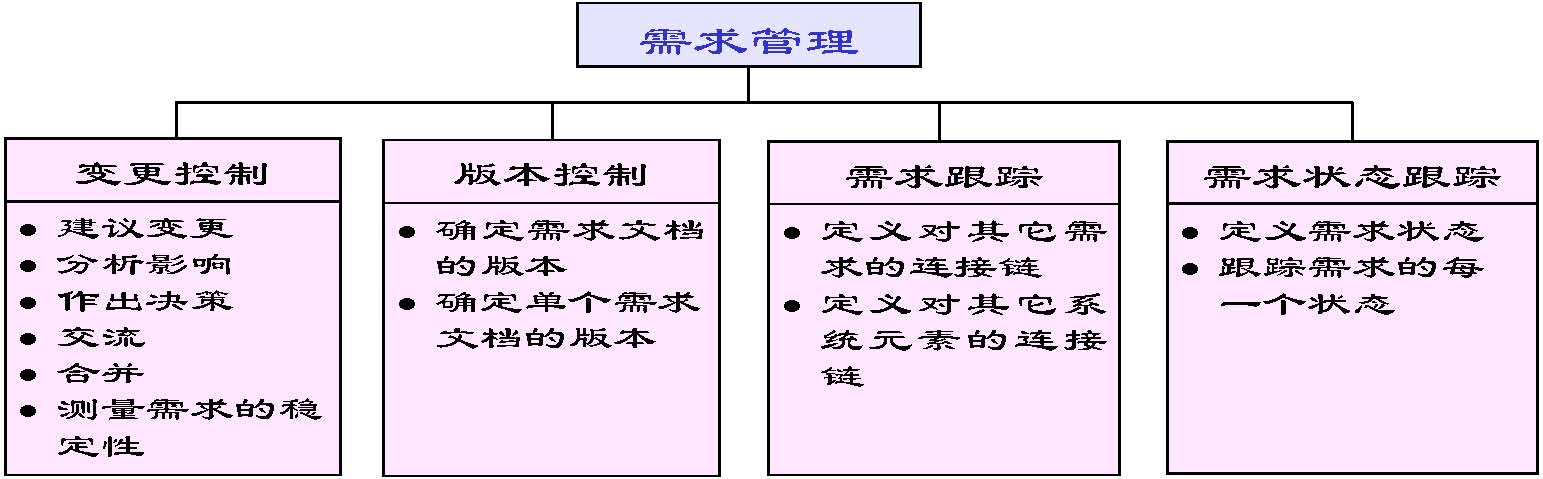 需求管理
变更控制
● 建议变更
● 分析影响
● 作出决策
● 交流
● 合并
● 测量需求的稳
定性
版本控制
● 确定需求文档
的版本
● 确定单个需求
文档的版本
需求跟踪
● 定义对其它需
求的连接链
● 定义对其它系
统元素的连接
链
需求状态跟踪
● 定义需求状态
● 跟踪需求的每
一个状态